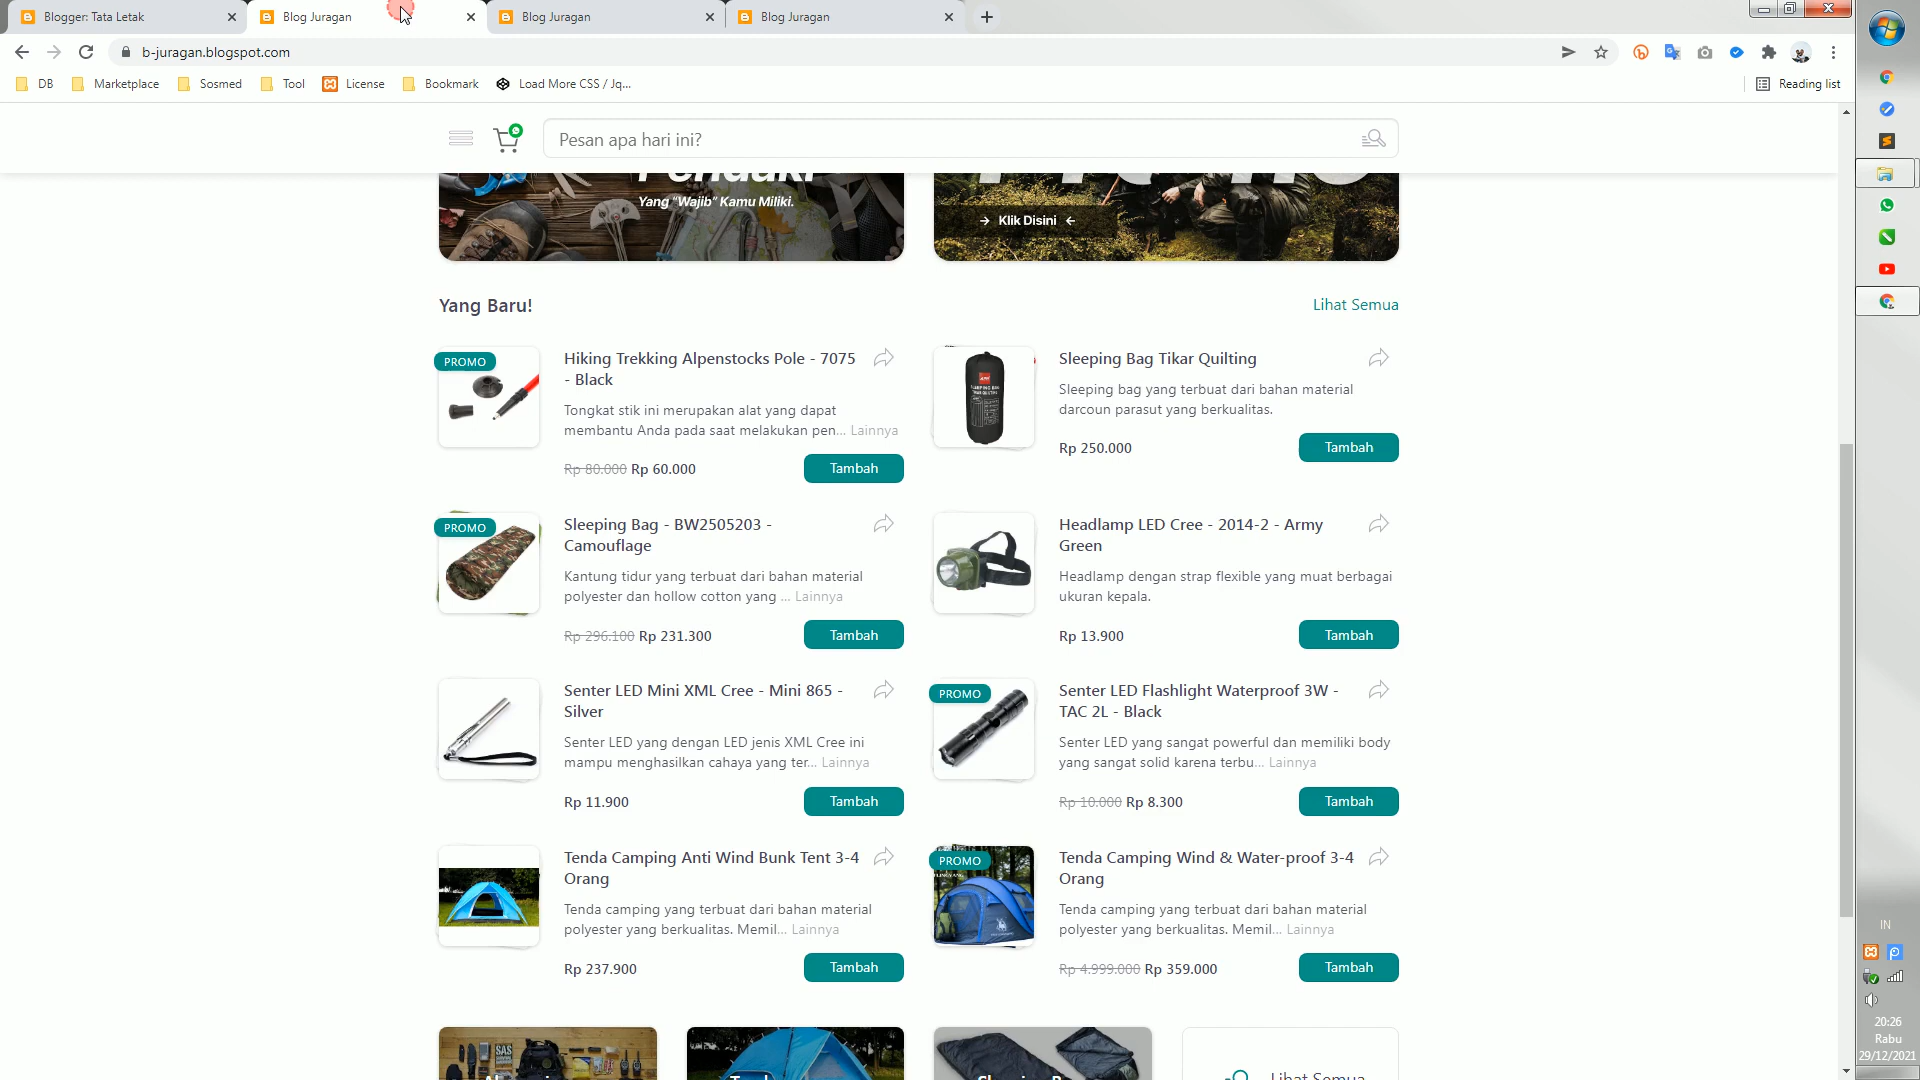 Blogger: Tata Letak
Blog Juragan
Blog Juragan
Blog Juragan
b-juragan.blogspot.com
DB
Marketplace
Sosmed
Tool
License
Bookmark
Load More CSS / Jq...
Reading list
Pesan apa hari ini?
Yang "Wajib" Kamu Miliki.
Klik Disini
Yang Baru!
Lihat Semua
PROMO
Hiking Trekking Alpenstocks Pole - 7075
- Black
Tongkat stik ini merupakan alat yang dapat
membantu Anda pada saat melakukan pen... Lainnya
Rp 80.000 Rp 60.000
Tambah
Sleeping Bag Tikar Quilting
Sleeping bag yang terbuat dari bahan material
darcoun parasut yang berkualitas.
Rp 250.000
Tambah
PROMO
Sleeping Bag - BW2505203 -
Camouflage
Kantung tidur yang terbuat dari bahan material
polyester dan hollow cotton yang ... Lainnya
Rp 296.100 Rp 231.300
Tambah
Headlamp LED Cree - 2014-2 - Army
Green
Headlamp dengan strap flexible yang muat berbagai
ukuran kepala.
Rp 13.900
Tambah
Senter LED Mini XML Cree - Mini 865 -
Silver
Senter LED yang dengan LED jenis XML Cree ini
mampu menghasilkan cahaya yang ter... Lainnya
Rp 11.900
Tambah
PROMO
Senter LED Flashlight Waterproof 3W -
TAC 2L - Black
Senter LED yang sangat powerful dan memiliki body
yang sangat solid karena terbu... Lainnya
Rp 10.000 Rp 8.300
Tambah
Tenda Camping Anti Wind Bunk Tent 3-4
Orang
Tenda camping yang terbuat dari bahan material
polyester yang berkualitas. Memil... Lainnya
Rp 237.900
Tambah
PROMO
Tenda Camping Wind & Water-proof 3-4
Orang
Tenda camping yang terbuat dari bahan material
polyester yang berkualitas. Memil... Lainnya
Rp 4.999.000 Rp 359.000
Tambah
Lihat Semua
IN
20:26
Rabu
29/12/2021